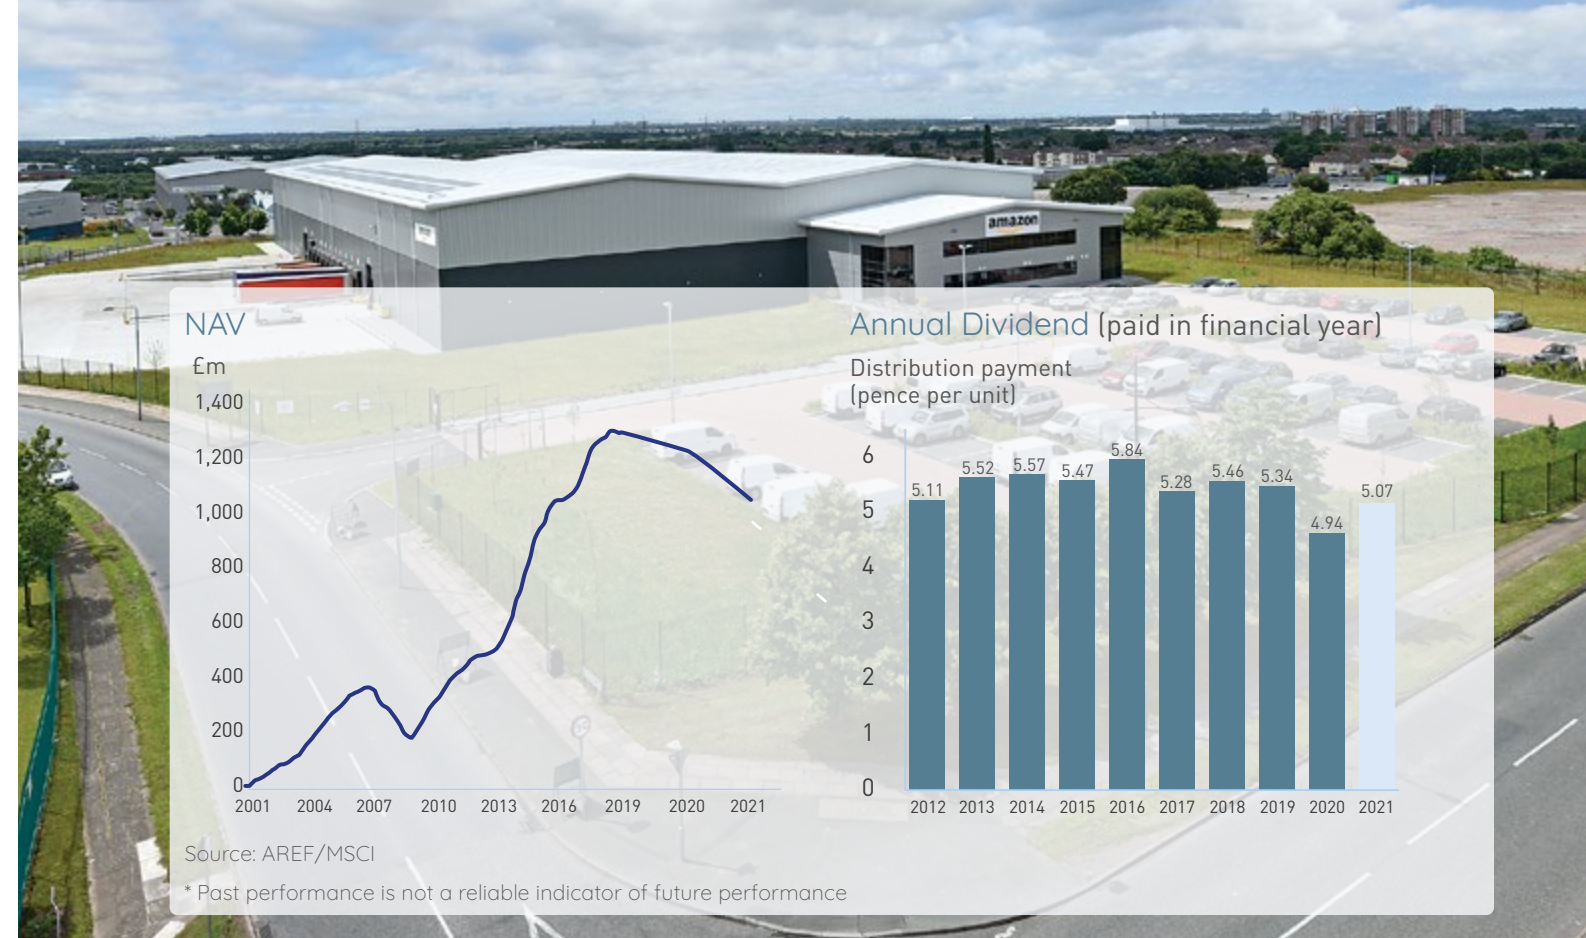 amazon
NAV
£m
1,400
1,200
1,000
800
600
400
200
0
2001 2004 2007 2010 2013 2016 2019 2020 2021
Annual Dividend (paid in financial year)
Distribution payment
(pence per unit)
6
5
4
3
2
1
0
5.11 5.52 5.57 5.47 5.84 5.28 5.46 5.34 4.94 5.07
2012 2013 2014 2015 2016 2017 2018 2019 2020 2021
Source: AREF/MSCI
* Past performance is not a reliable indicator of future performance